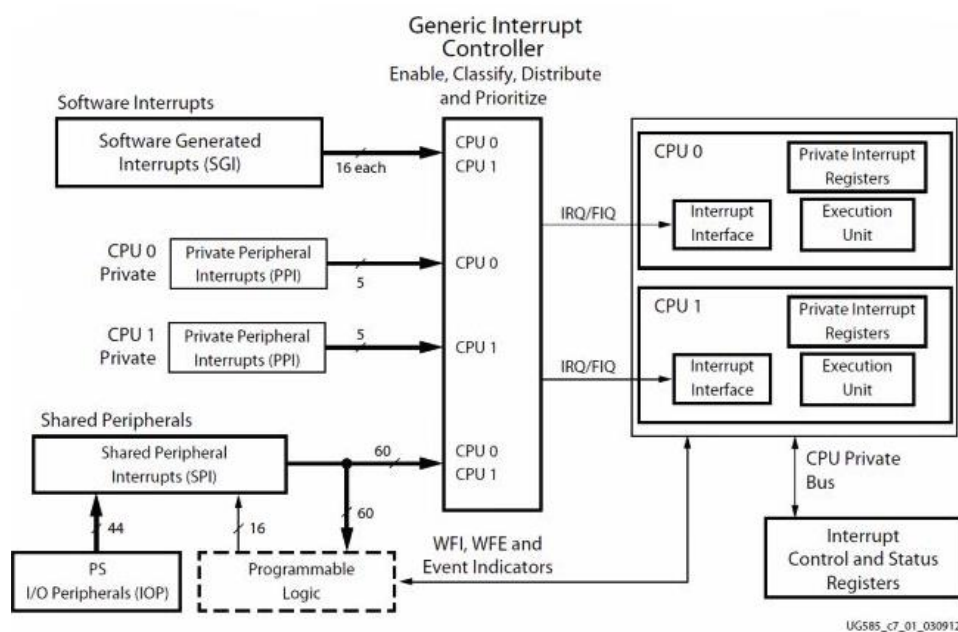 Generic Interrupt
Controller
Enable, Classify, Distribute
and Prioritize
Software Interrupts
Software Generated
Interrupts (SGI)
16 each
CPU 0
CPU 1
CPU 0
Private
Private Peripheral
Interrupts (PPI)
5
CPU 0
CPU 1
Private
Private Peripheral
Interrupts (PPI)
5
CPU 1
Shared Peripherals
Shared Peripheral
Interrupts (SPI)
60
CPU 0
CPU 1
44
16
60
PS
I/O Peripherals (IOP)
Programmable
Logic
WFI, WFE and
Event Indicators
IRQ/FIQ
IRQ/FIQ
CPU 0
Private Interrupt
Registers
Interrupt
Interface
Execution
Unit
CPU 1
Private Interrupt
Registers
Interrupt
Interface
Execution
Unit
CPU Private
Bus
Interrupt
Control and Status
Registers
UG585_c7_01_030912